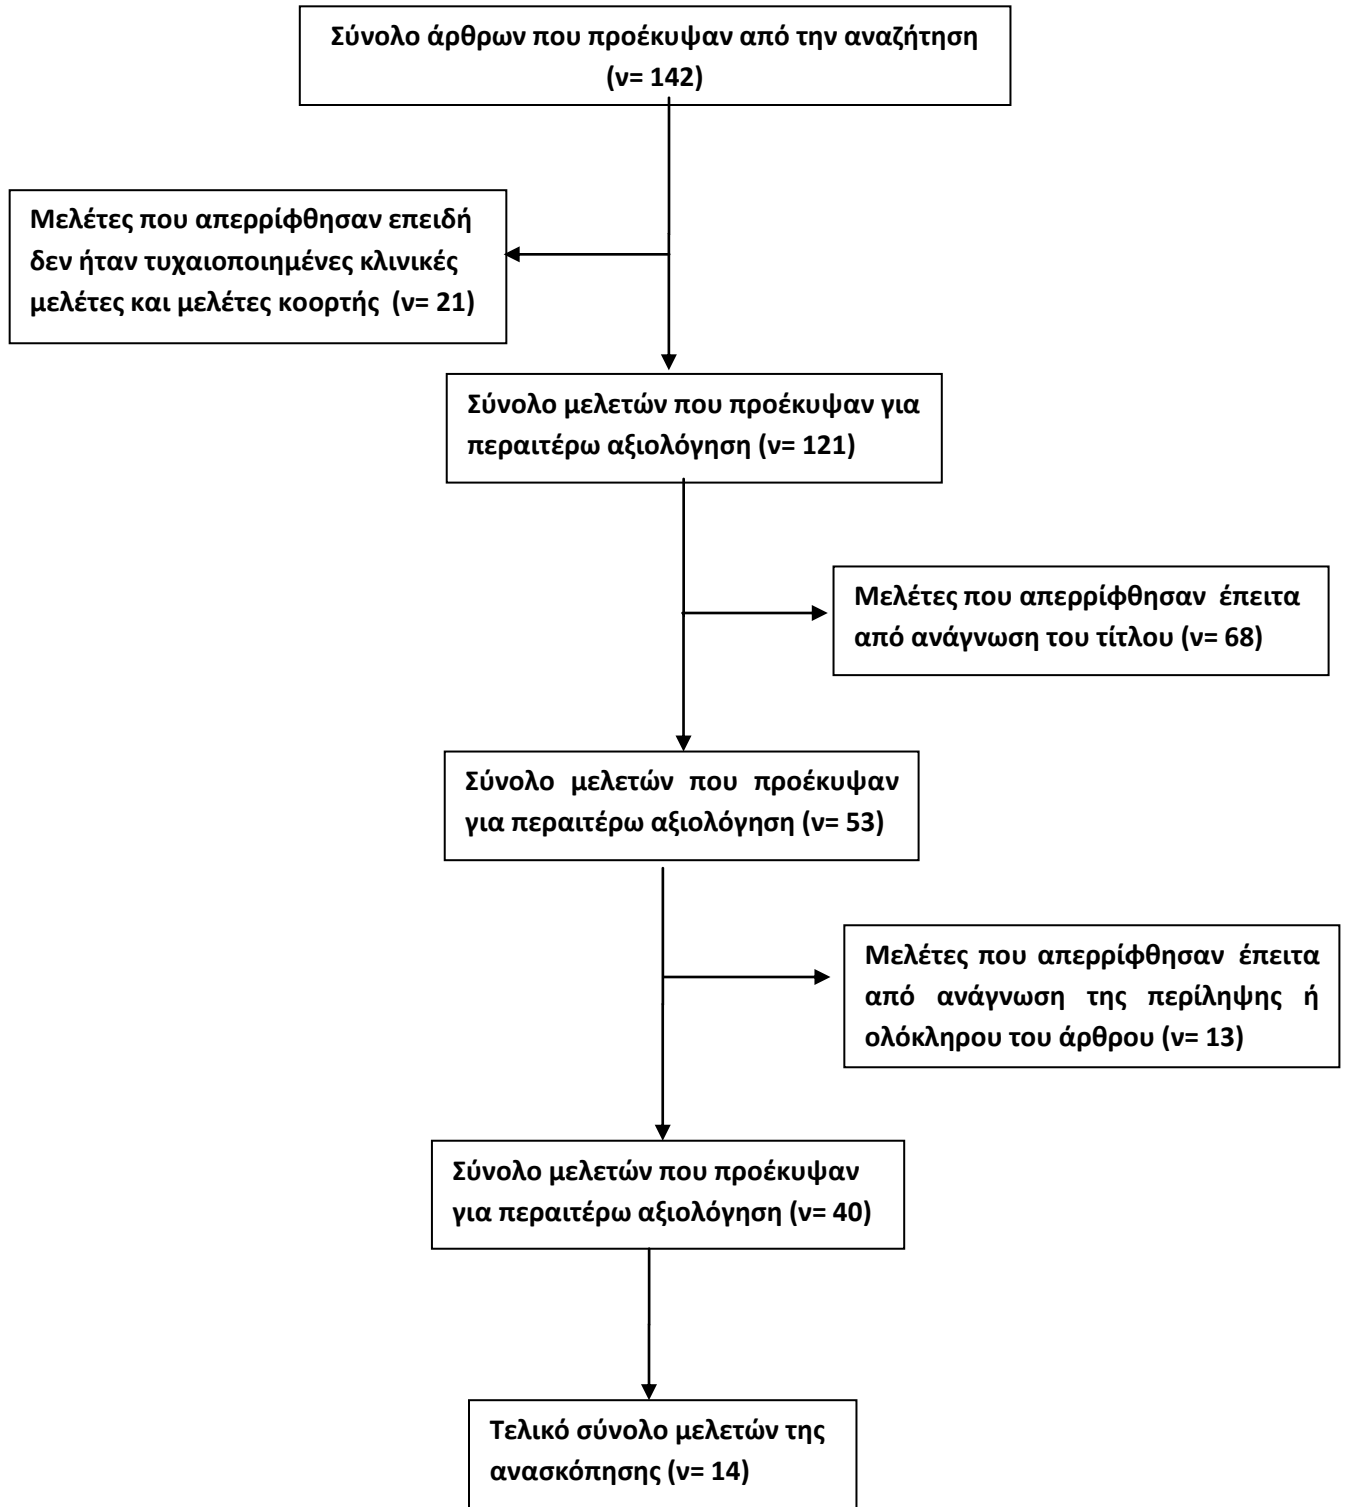 Σύνολο άρθρων που προέκυψαν από την αναζήτηση
(ν= 142)
Μελέτες που απερρίφθησαν επειδή
δεν ήταν τυχαιοποιημένες κλινικές
μελέτες και μελέτες κοορτής (ν= 21)
Σύνολο μελετών που προέκυψαν για
περαιτέρω αξιολόγηση (ν= 121)
Μελέτες που απερρίφθησαν έπειτα
από ανάγνωση του τίτλου (ν= 68)
Σύνολο μελετών που προέκυψαν
για περαιτέρω αξιολόγηση (ν= 53)
Μελέτες που απερρίφθησαν έπειτα
από ανάγνωση της περίληψης ή
ολόκληρου του άρθρου (ν= 13)
Σύνολο μελετών που προέκυψαν
για περαιτέρω αξιολόγηση (ν= 40)
Τελικό σύνολο μελετών της
ανασκόπησης (ν= 14)